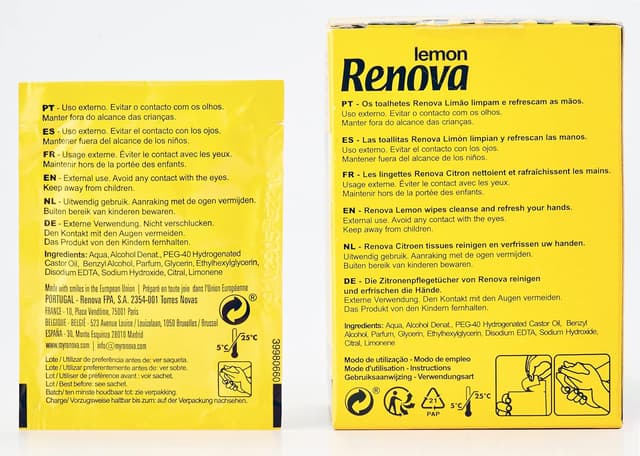 PT - Uso externo. Evitar o contacto com os olhos.
Manter fora do alcance das crianças.
ES - Uso externo. Evitar el contacto con los ojos.
Mantener fuera del alcance de los niños.
FR - Usage externe. Éviter le contact avec les yeux.
Maintenir hors de la portée des enfants.
EN - External use. Avoid any contact with the eyes.
Keep away from children.
NL - Uitwendig gebruik. Aanraking met de ogen vermijden.
Buiten bereik van kinderen bewaren.
DE - Externe Verwendung. Nicht verschlucken.
Den Kontakt mit den Augen vermeiden.
Das Produkt von den Kindern fernhalten.
Ingredients: Aqua, Alcohol Denat., PEG-40 Hydrogenated
Castor Oil, Benzyl Alcohol, Parfum, Glycerin, Ethylhexylglycerin,
Disodium EDTA, Sodium Hydroxide, Citral, Limonene
Made with smiles in the European Union | Préparé en toute joie dans l'Union Européenne
PORTUGAL - Renova FPA, S.A. 2354-001 Torres Novas
FRANCE - 10, Place Vendôme, 75001 Paris
BELGIQUE - BELGIË - 523 Avenue Louise / Louizalaan, 1050 Bruxelles / Brussel
ESPAÑA - 30, Monte Esquinza 28010 Madrid
www.myrenova.com | info@myrenova.com
5°C
25°C
39980680
Lote / Utilizar de preferência antes de: ver saqueta.
Lote / Utilizar preferentemente antes de: ver sobre.
Lot / Utiliser de préférence avant : voir sachet.
Lot / Best before: see sachet.
Batch/ ten minste houdbaar tot: zie verpakking.
Charge/ Vorzugsweise haltbar bis zum: auf der Verpackung nachsehen.
lemon
Renova
PT - Os toalhetes Renova Limão limpam e refrescam as mãos.
Uso externo. Evitar o contacto com os olhos.
Manter fora do alcance das crianças.
ES - Las toallitas Renova Limón limpian y refrescan las manos.
Uso externo. Evitar el contacto con los ojos.
Mantener fuera del alcance de los niños.
FR - Les lingettes Renova Citron nettoient et rafraîchissent les mains.
Usage externe. Éviter le contact avec les yeux.
Maintenir hors de la portée des enfants.
EN - Renova Lemon wipes cleanse and refresh your hands.
External use. Avoid any contact with the eyes.
Keep away from children.
NL - Renova Citroen tissues reinigen en verfrissen uw handen.
Uitwendig gebruik. Aanraking met de ogen vermijden.
Buiten bereik van kinderen bewaren.
DE - Die Zitronenpflegetücher von Renova reinigen
und erfrischen die Hände.
Externe Verwendung. Den Kontakt mit den Augen vermeiden.
Das Produkt von den Kindern fernhalten.
Ingredients: Aqua, Alcohol Denat., PEG-40 Hydrogenated Castor Oil, Benzyl
Alcohol, Parfum, Glycerin, Ethylhexylglycerin, Disodium EDTA, Sodium Hydroxide,
Citral, Limonene
Modo de utilização - Modo de empleo
Mode d'utilisation - Instructions
Gebruiksaanwijzing - Verwendungsart
21
PAP
5°C
25°C